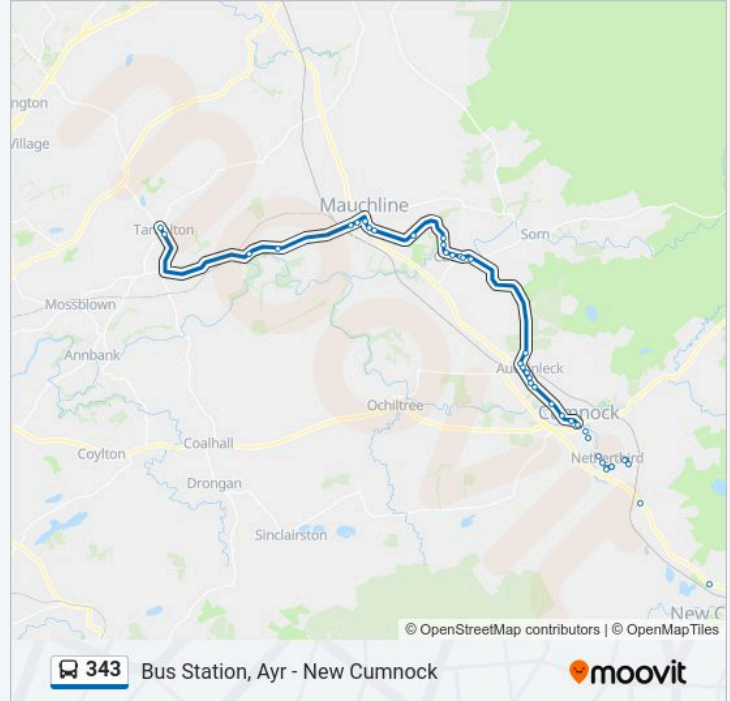 ngton
Village
Mauchline
Tarbolton
Sorn
Mossblown
Annbank
Auchinleck
Ochiltree
Cumnock
Coalhall
Coylton
Netherthird
Drongan
Sinclairston
New C
© OpenStreetMap contributors | © OpenMapTiles
343 Bus Station, Ayr - New Cumnock moovit